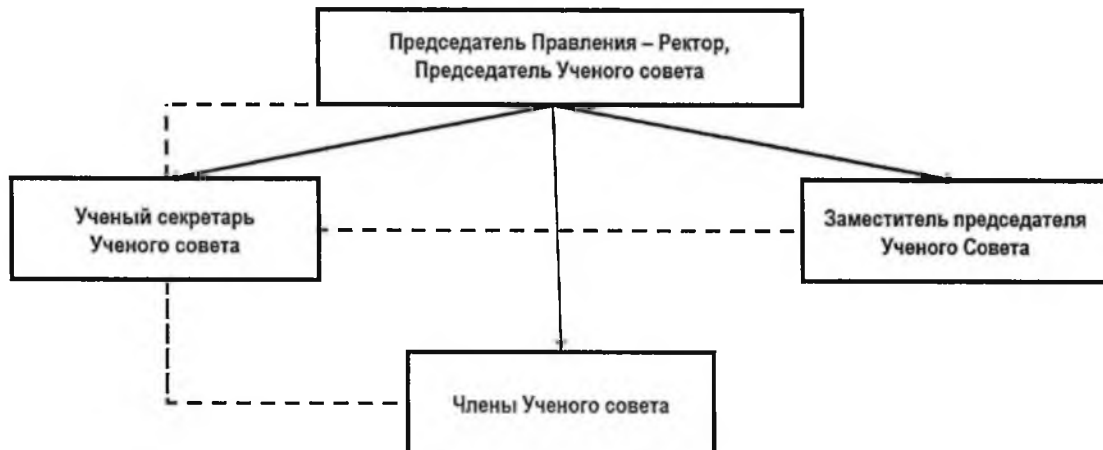 Председатель Правления – Ректор,
Председатель Ученого совета
Ученый секретарь
Ученого совета
Заместитель председателя
Ученого Совета
Члены Ученого совета